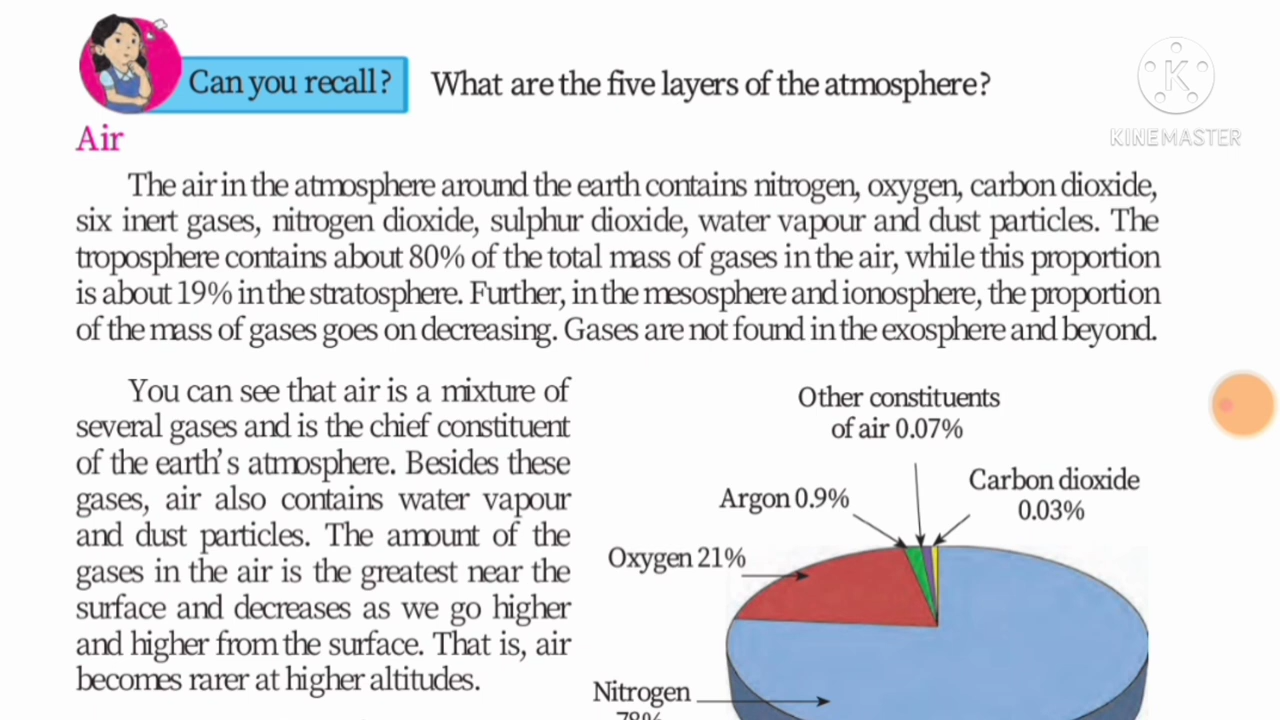 Can you recall? What are the five layers of the atmosphere?
KINEMASTER
Air
The air in the atmosphere around the earth contains nitrogen, oxygen, carbon dioxide,
six inert gases, nitrogen dioxide, sulphur dioxide, water vapour and dust particles. The
troposphere contains about 80% of the total mass of gases in the air, while this proportion
is about 19% in the stratosphere. Further, in the mesosphere and ionosphere, the proportion
of the mass of gases goes on decreasing. Gases are not found in the exosphere and beyond.
You can see that air is a mixture of
several gases and is the chief constituent
of the earth's atmosphere. Besides these
gases, air also contains water vapour
and dust particles. The amount of the
gases in the air is the greatest near the
surface and decreases as we go higher
and higher from the surface. That is, air
becomes rarer at higher altitudes.
Other constituents
of air 0.07%
Carbon dioxide
0.03%
Argon 0.9%
Oxygen 21%
Nitrogen
78%